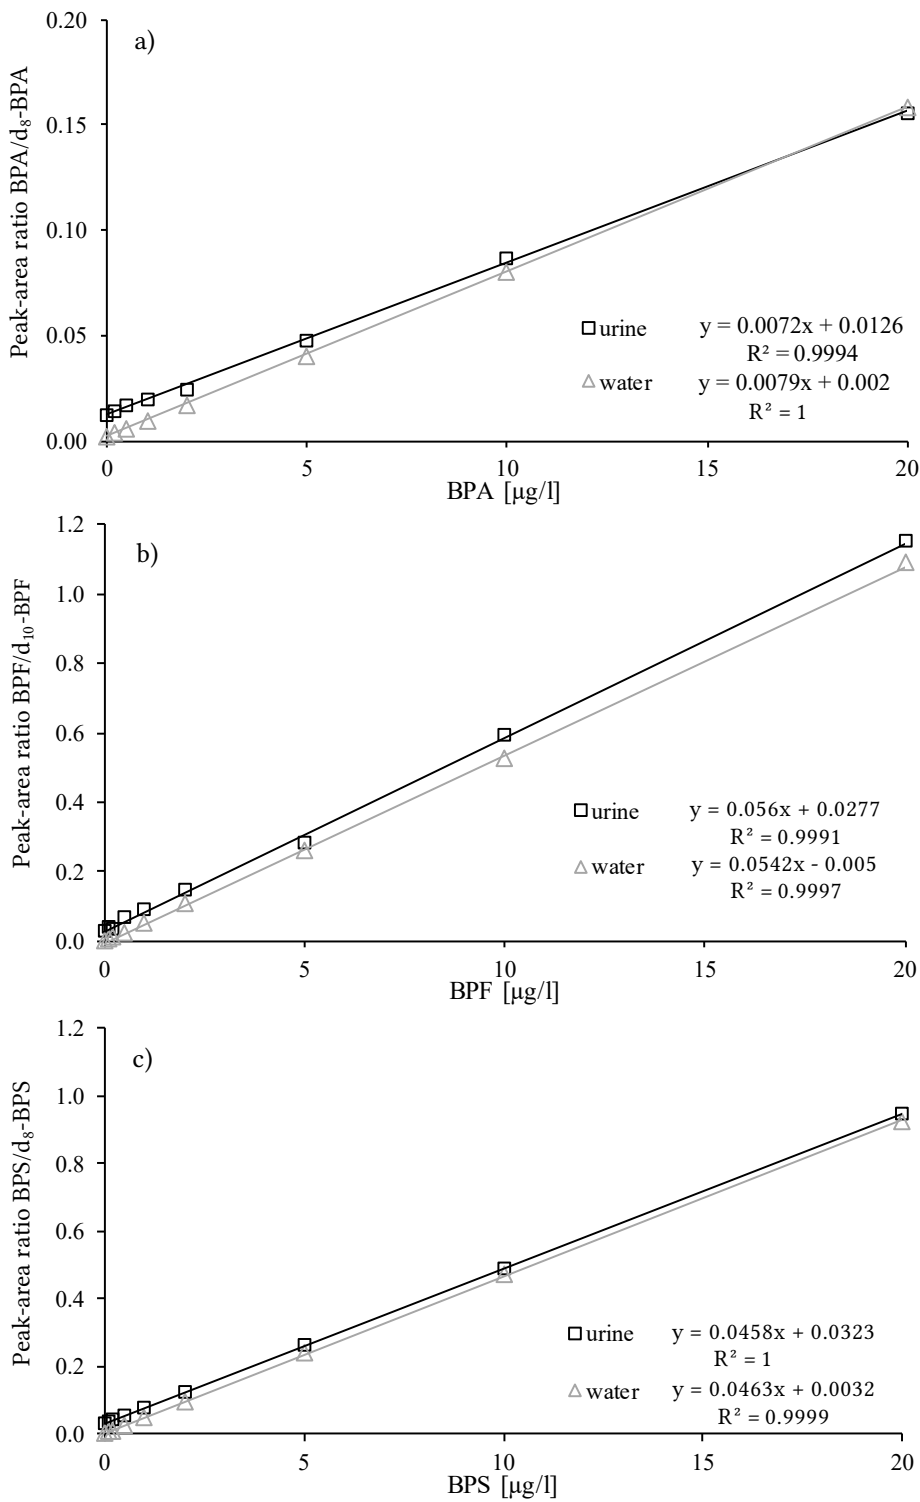 a)
Peak-area ratio BPA/d₈-BPA
0.20
0.15
0.10
0.05
0.00
urine y = 0.0072x + 0.0126
R² = 0.9994
water y = 0.0079x + 0.002
R² = 1
0 5 10 15 20
BPA [µg/l]
b)
Peak-area ratio BPF/d₁₀-BPF
1.2
1.0
0.8
0.6
0.4
0.2
0.0
urine y = 0.056x + 0.0277
R² = 0.9991
water y = 0.0542x - 0.005
R² = 0.9997
0 5 10 15 20
BPF [µg/l]
c)
Peak-area ratio BPS/d₈-BPS
1.2
1.0
0.8
0.6
0.4
0.2
0.0
urine y = 0.0458x + 0.0323
R² = 1
water y = 0.0463x + 0.0032
R² = 0.9999
0 5 10 15 20
BPS [µg/l]